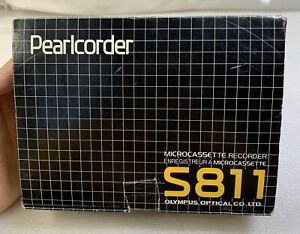 Pearlcorder
MICROCASSETTE RECORDER
ENREGISTREUR À MICROCASSETTE
S811
OLYMPUS OPTICAL CO., LTD.